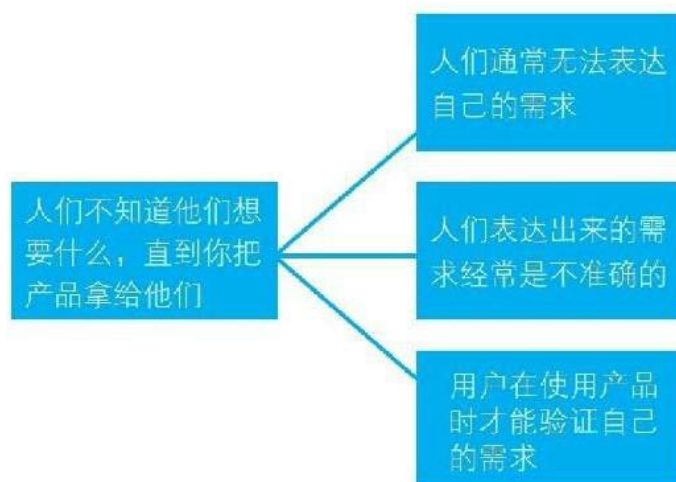 人们不知道他们想
要什么，直到你把
产品拿给他们
人们通常无法表达
自己的需求
人们表达出来的需
求经常是不准确的
用户在使用产品
时才能验证自己
的需求